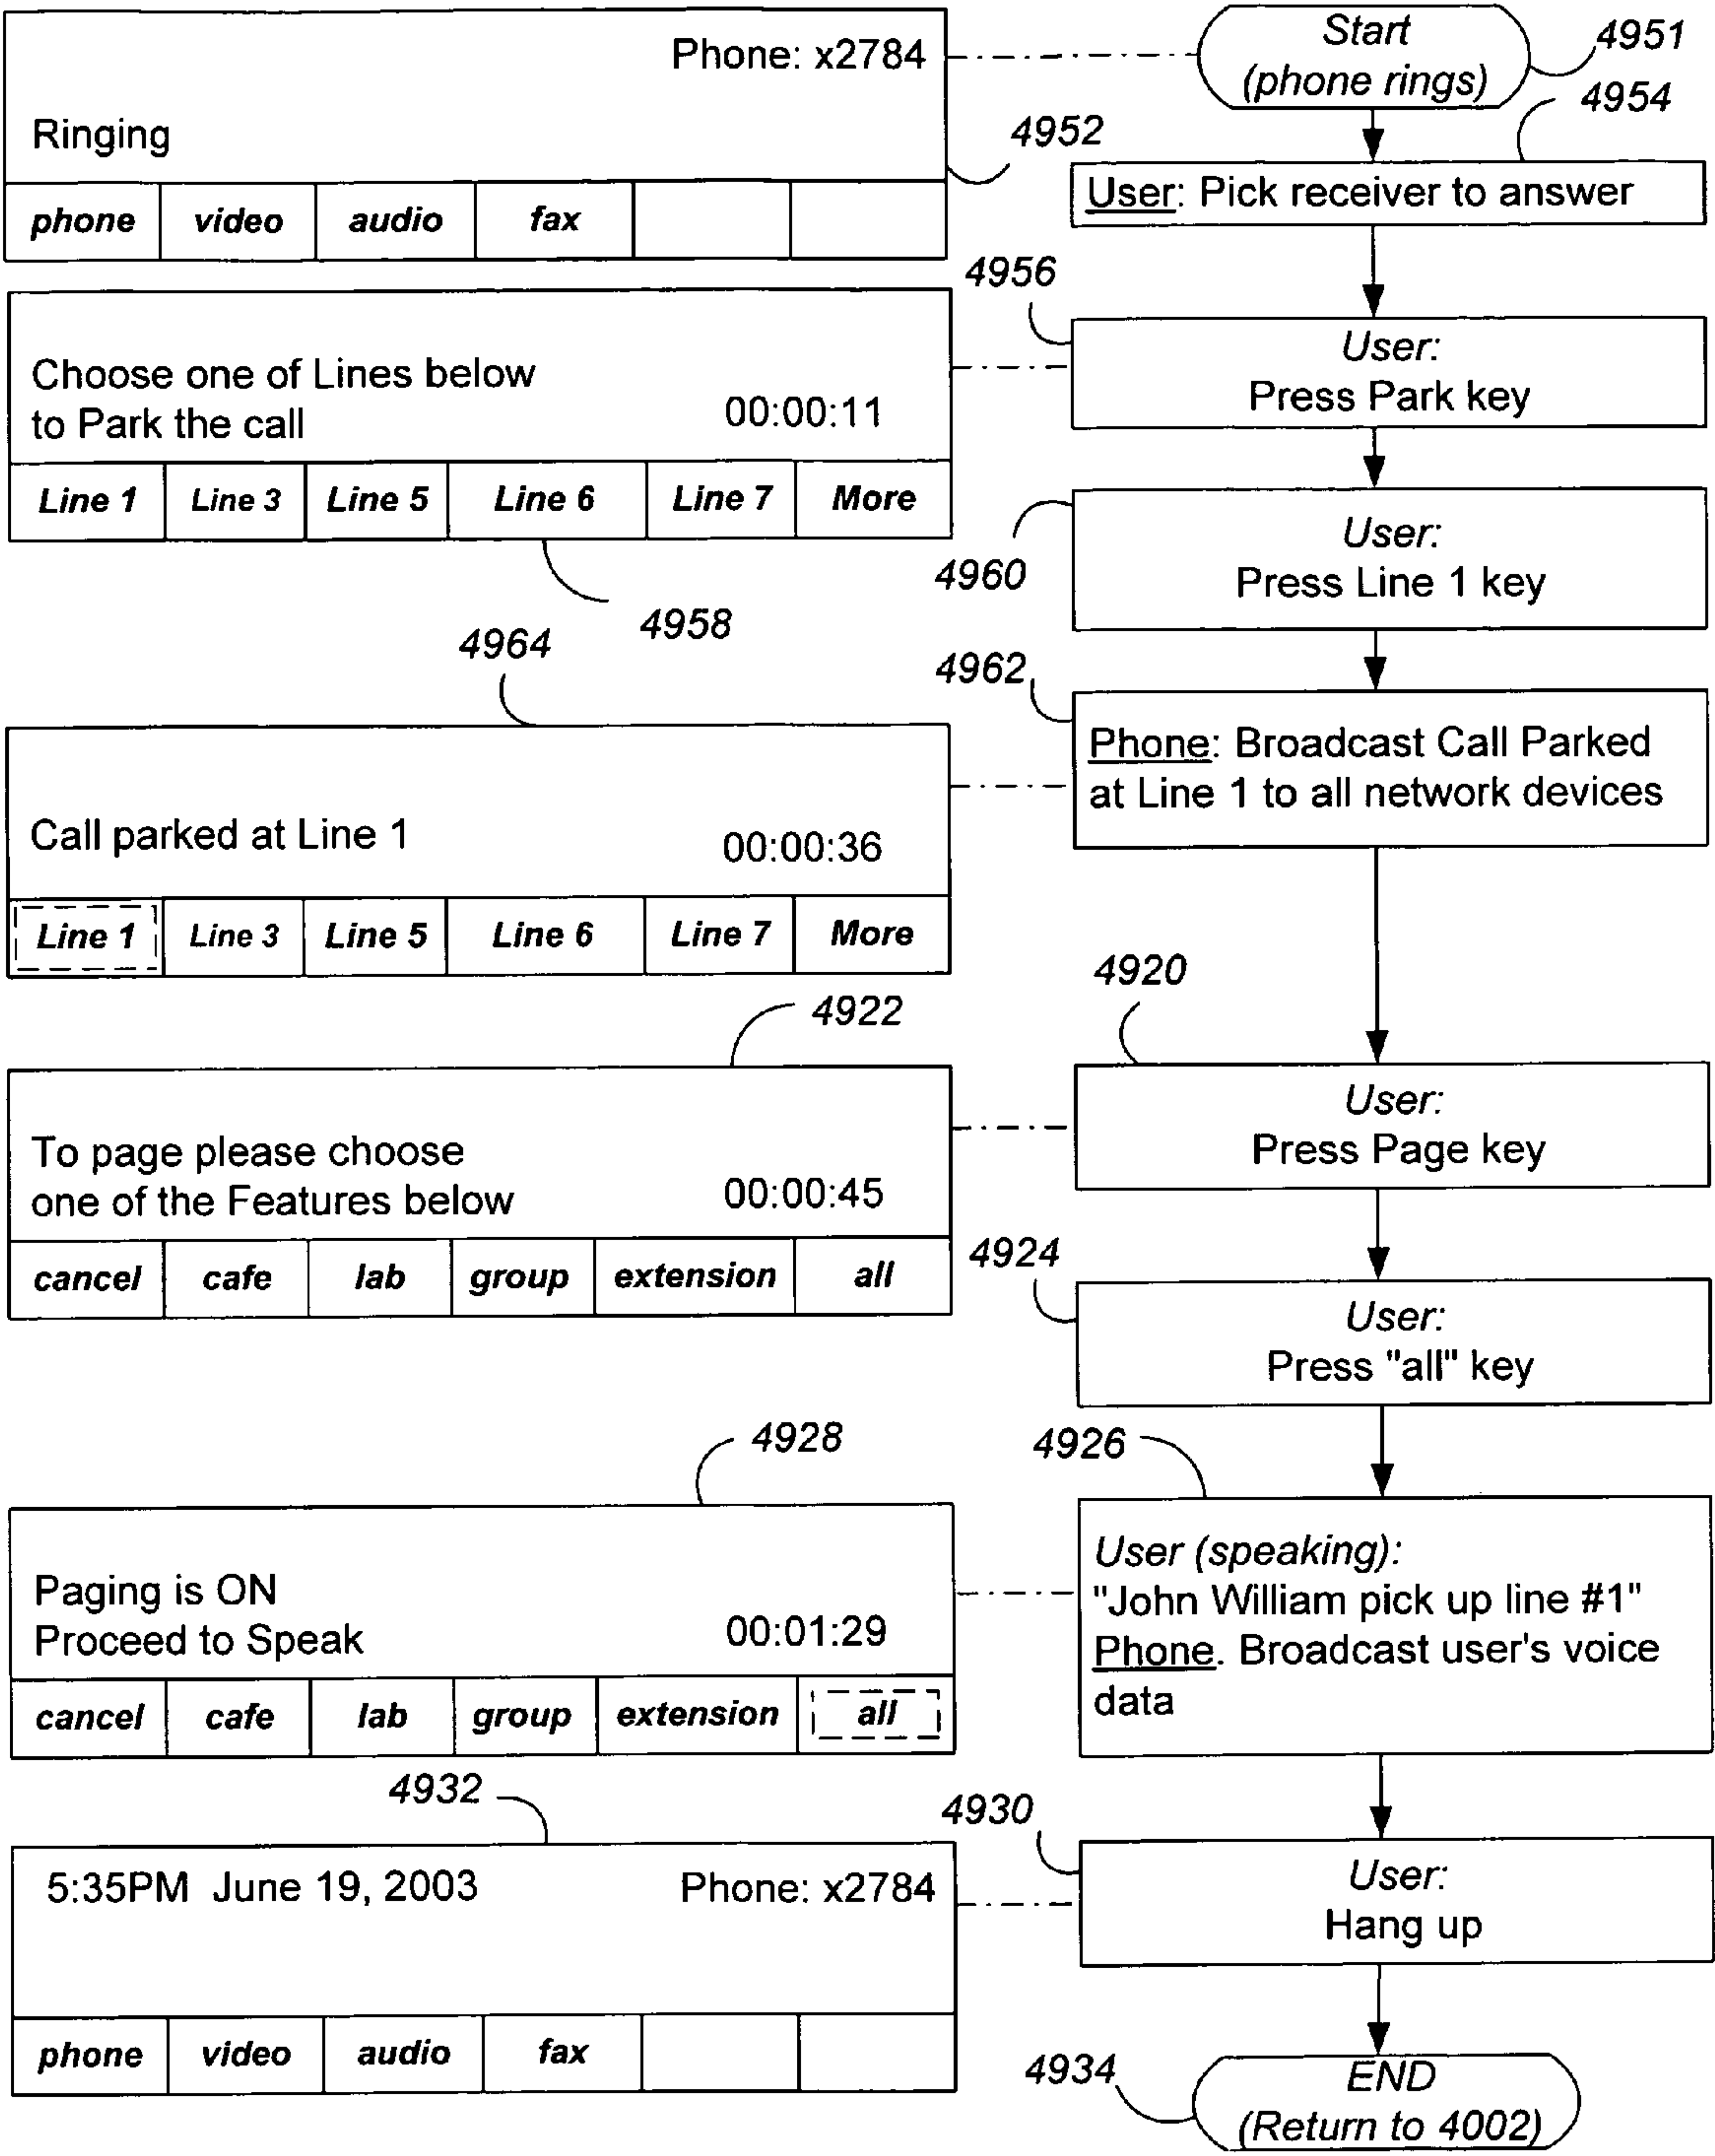 Phone: x2784
Ringing
phone video audio fax
4952
Start
(phone rings)
4951
4954
User: Pick receiver to answer
4956
Choose one of Lines below
to Park the call
00:00:11
Line 1 Line 3 Line 5 Line 6 Line 7 More
4958
User:
Press Park key
4960
User:
Press Line 1 key
4964
4962
Call parked at Line 1
00:00:36
Line 1 Line 3 Line 5 Line 6 Line 7 More
Phone: Broadcast Call Parked
at Line 1 to all network devices
4922
4920
To page please choose
one of the Features below
00:00:45
cancel cafe lab group extension all
User:
Press Page key
4924
User:
Press "all" key
4928
4926
Paging is ON
Proceed to Speak
00:01:29
cancel cafe lab group extension all
User (speaking):
"John William pick up line #1"
Phone. Broadcast user's voice
data
4932
4930
5:35PM June 19, 2003
Phone: x2784
phone video audio fax
User:
Hang up
4934
END
(Return to 4002)